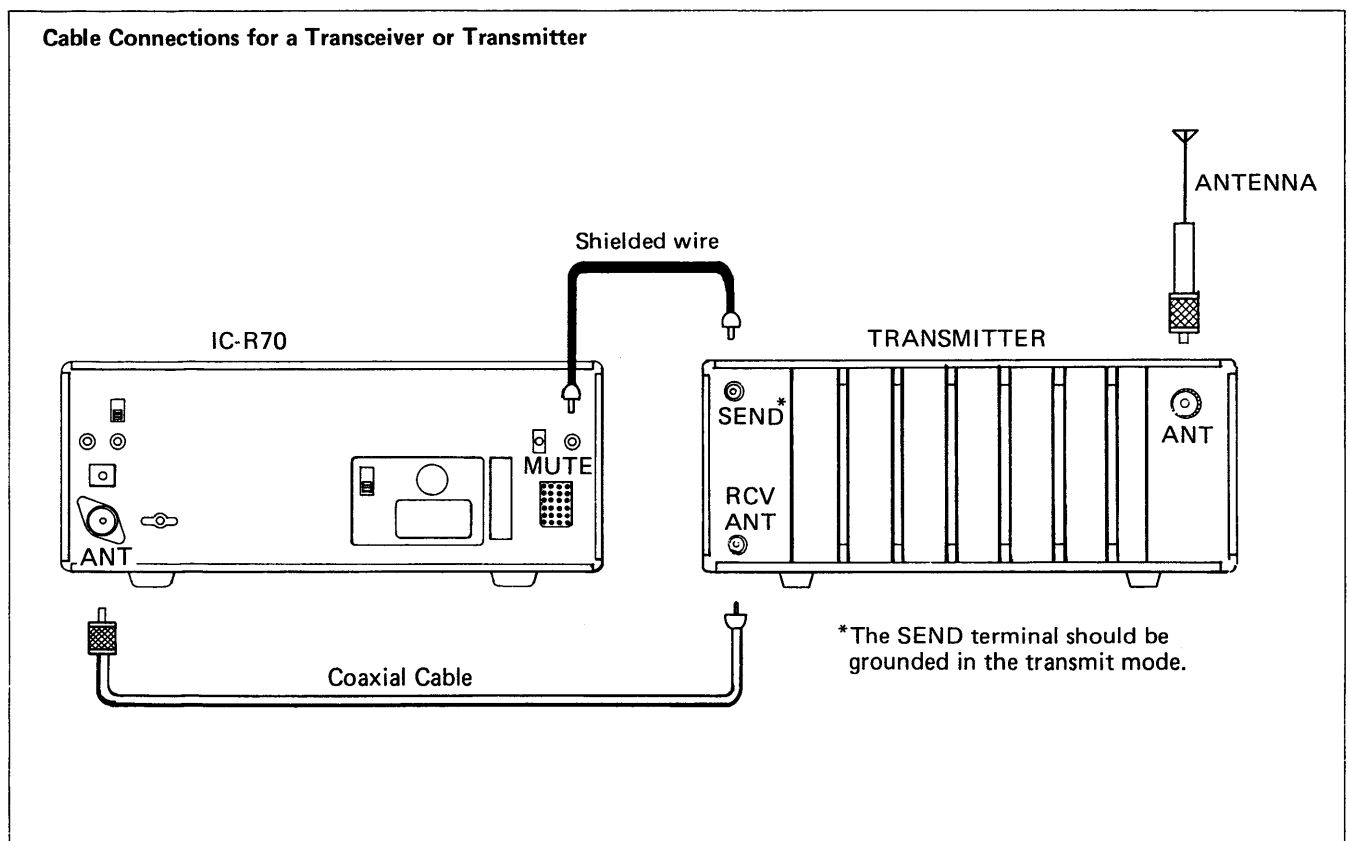 Cable Connections for a Transceiver or Transmitter
ANTENNA
Shielded wire
IC-R70
TRANSMITTER
SEND*
ANT
MUTE
RCV
ANT
ANT
*The SEND terminal should be
grounded in the transmit mode.
Coaxial Cable